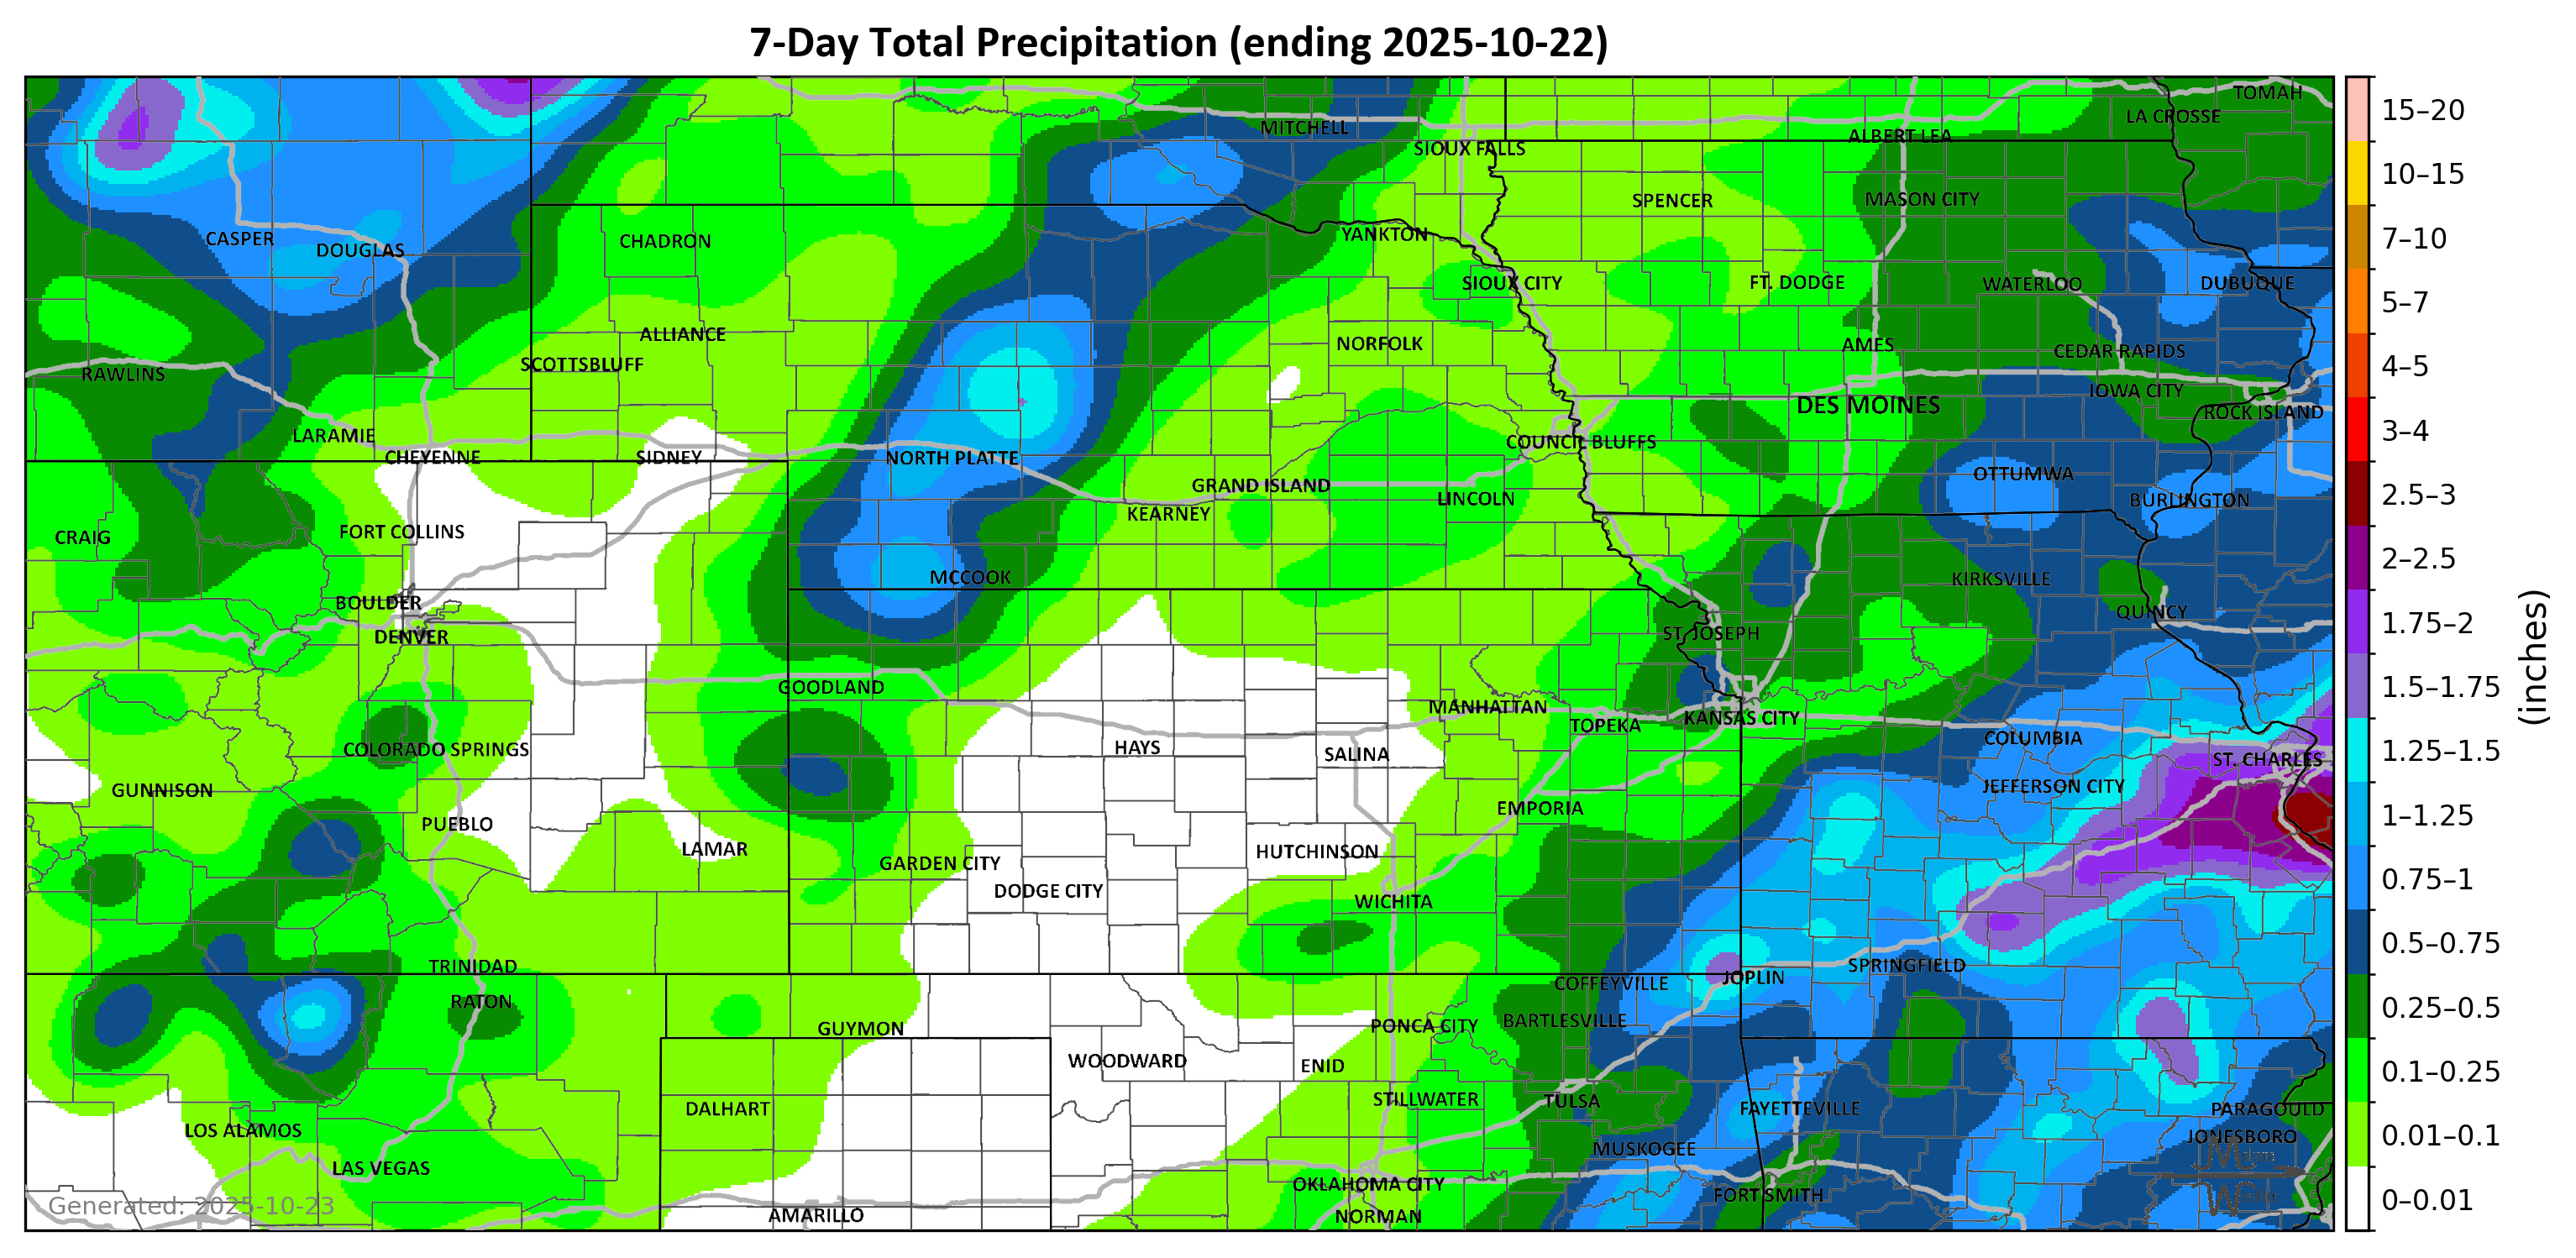 7-Day Total Precipitation (ending 2025-10-22)
TOMAH
LA CROSSE
MITCHELL
ALBERT LEA
SIOUX FALLS
SPENCER
MASON CITY
YANKTON
CASPER
CHADRON
DOUGLAS
SIOUX CITY
FT. DODGE
WATERLOO
DUBUQUE
ALLIANCE
NORFOLK
AMES
CEDAR RAPIDS
SCOTTSBLUFF
RAWLINS
IOWA CITY
DES MOINES
ROCK ISLAND
LARAMIE
COUNCIL BLUFFS
CHEYENNE
SIDNEY
NORTH PLATTE
OTTUMWA
GRAND ISLAND
LINCOLN
BURLINGTON
KEARNEY
FORT COLLINS
CRAIG
MCCOOK
KIRKSVILLE
BOULDER
QUINCY
DENVER
ST. JOSEPH
GOODLAND
MANHATTAN
KANSAS CITY
TOPEKA
COLUMBIA
COLORADO SPRINGS
HAYS
SALINA
ST. CHARLES
GUNNISON
JEFFERSON CITY
EMPORIA
PUEBLO
LAMAR
HUTCHINSON
GARDEN CITY
DODGE CITY
WICHITA
TRINIDAD
SPRINGFIELD
JOPLIN
COFFEYVILLE
RATON
GUYMON
PONCA CITY
BARTLESVILLE
WOODWARD
ENID
STILLWATER
TULSA
DALHART
FAYETTEVILLE
PARAGOULD
LOS ALAMOS
JONESBORO
MUSKOGEE
LAS VEGAS
OKLAHOMA CITY
FORT SMITH
AMARILLO
NORMAN
Generated: 2025-10-23
15–20
10–15
7–10
5–7
4–5
3–4
2.5–3
2–2.5
1.75–2
1.5–1.75
1.25–1.5
1–1.25
0.75–1
0.5–0.75
0.25–0.5
0.1–0.25
0.01–0.1
0–0.01
(inches)